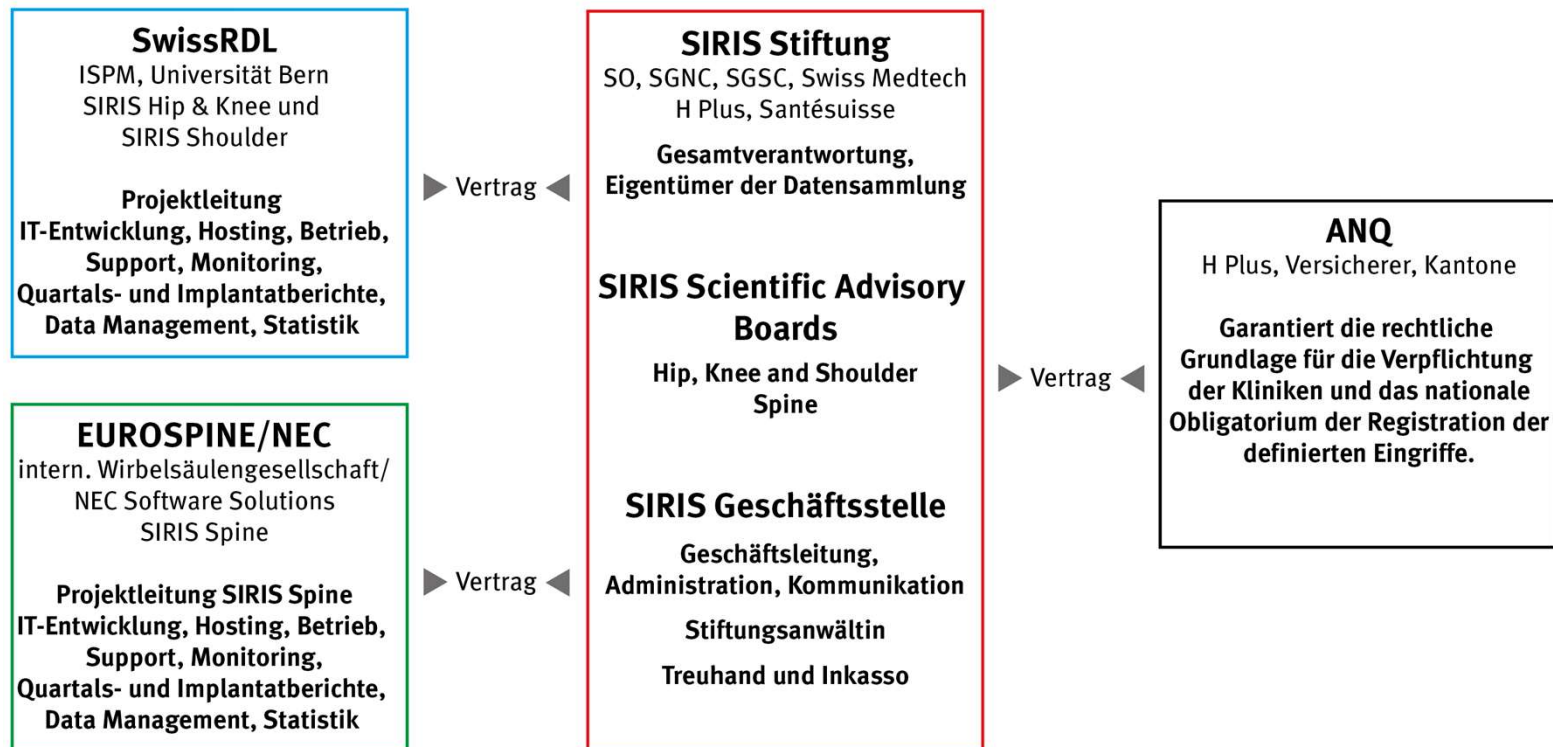 SwissRDL
ISPM, Universität Bern
SIRIS Hip & Knee und
SIRIS Shoulder
Projektleitung
IT-Entwicklung, Hosting, Betrieb,
Support, Monitoring,
Quartals- und Implantatberichte,
Data Management, Statistik
EUROSPINE/NEC
intern. Wirbelsäulengesellschaft/
NEC Software Solutions
SIRIS Spine
Projektleitung SIRIS Spine
IT-Entwicklung, Hosting, Betrieb,
Support, Monitoring,
Quartals- und Implantatberichte,
Data Management, Statistik
Vertrag
Vertrag
SIRIS Stiftung
SO, SGNC, SGSC, Swiss Medtech
H Plus, Santésuisse
Gesamtverantwortung,
Eigentümer der Datensammlung
SIRIS Scientific Advisory
Boards
Hip, Knee and Shoulder
Spine
SIRIS Geschäftsstelle
Geschäftsleitung,
Administration, Kommunikation
Stiftungsanwältin
Treuhand und Inkasso
Vertrag
ANQ
H Plus, Versicherer, Kantone
Garantiert die rechtliche
Grundlage für die Verpflichtung
der Kliniken und das nationale
Obligatorium der Registration der
definierten Eingriffe.